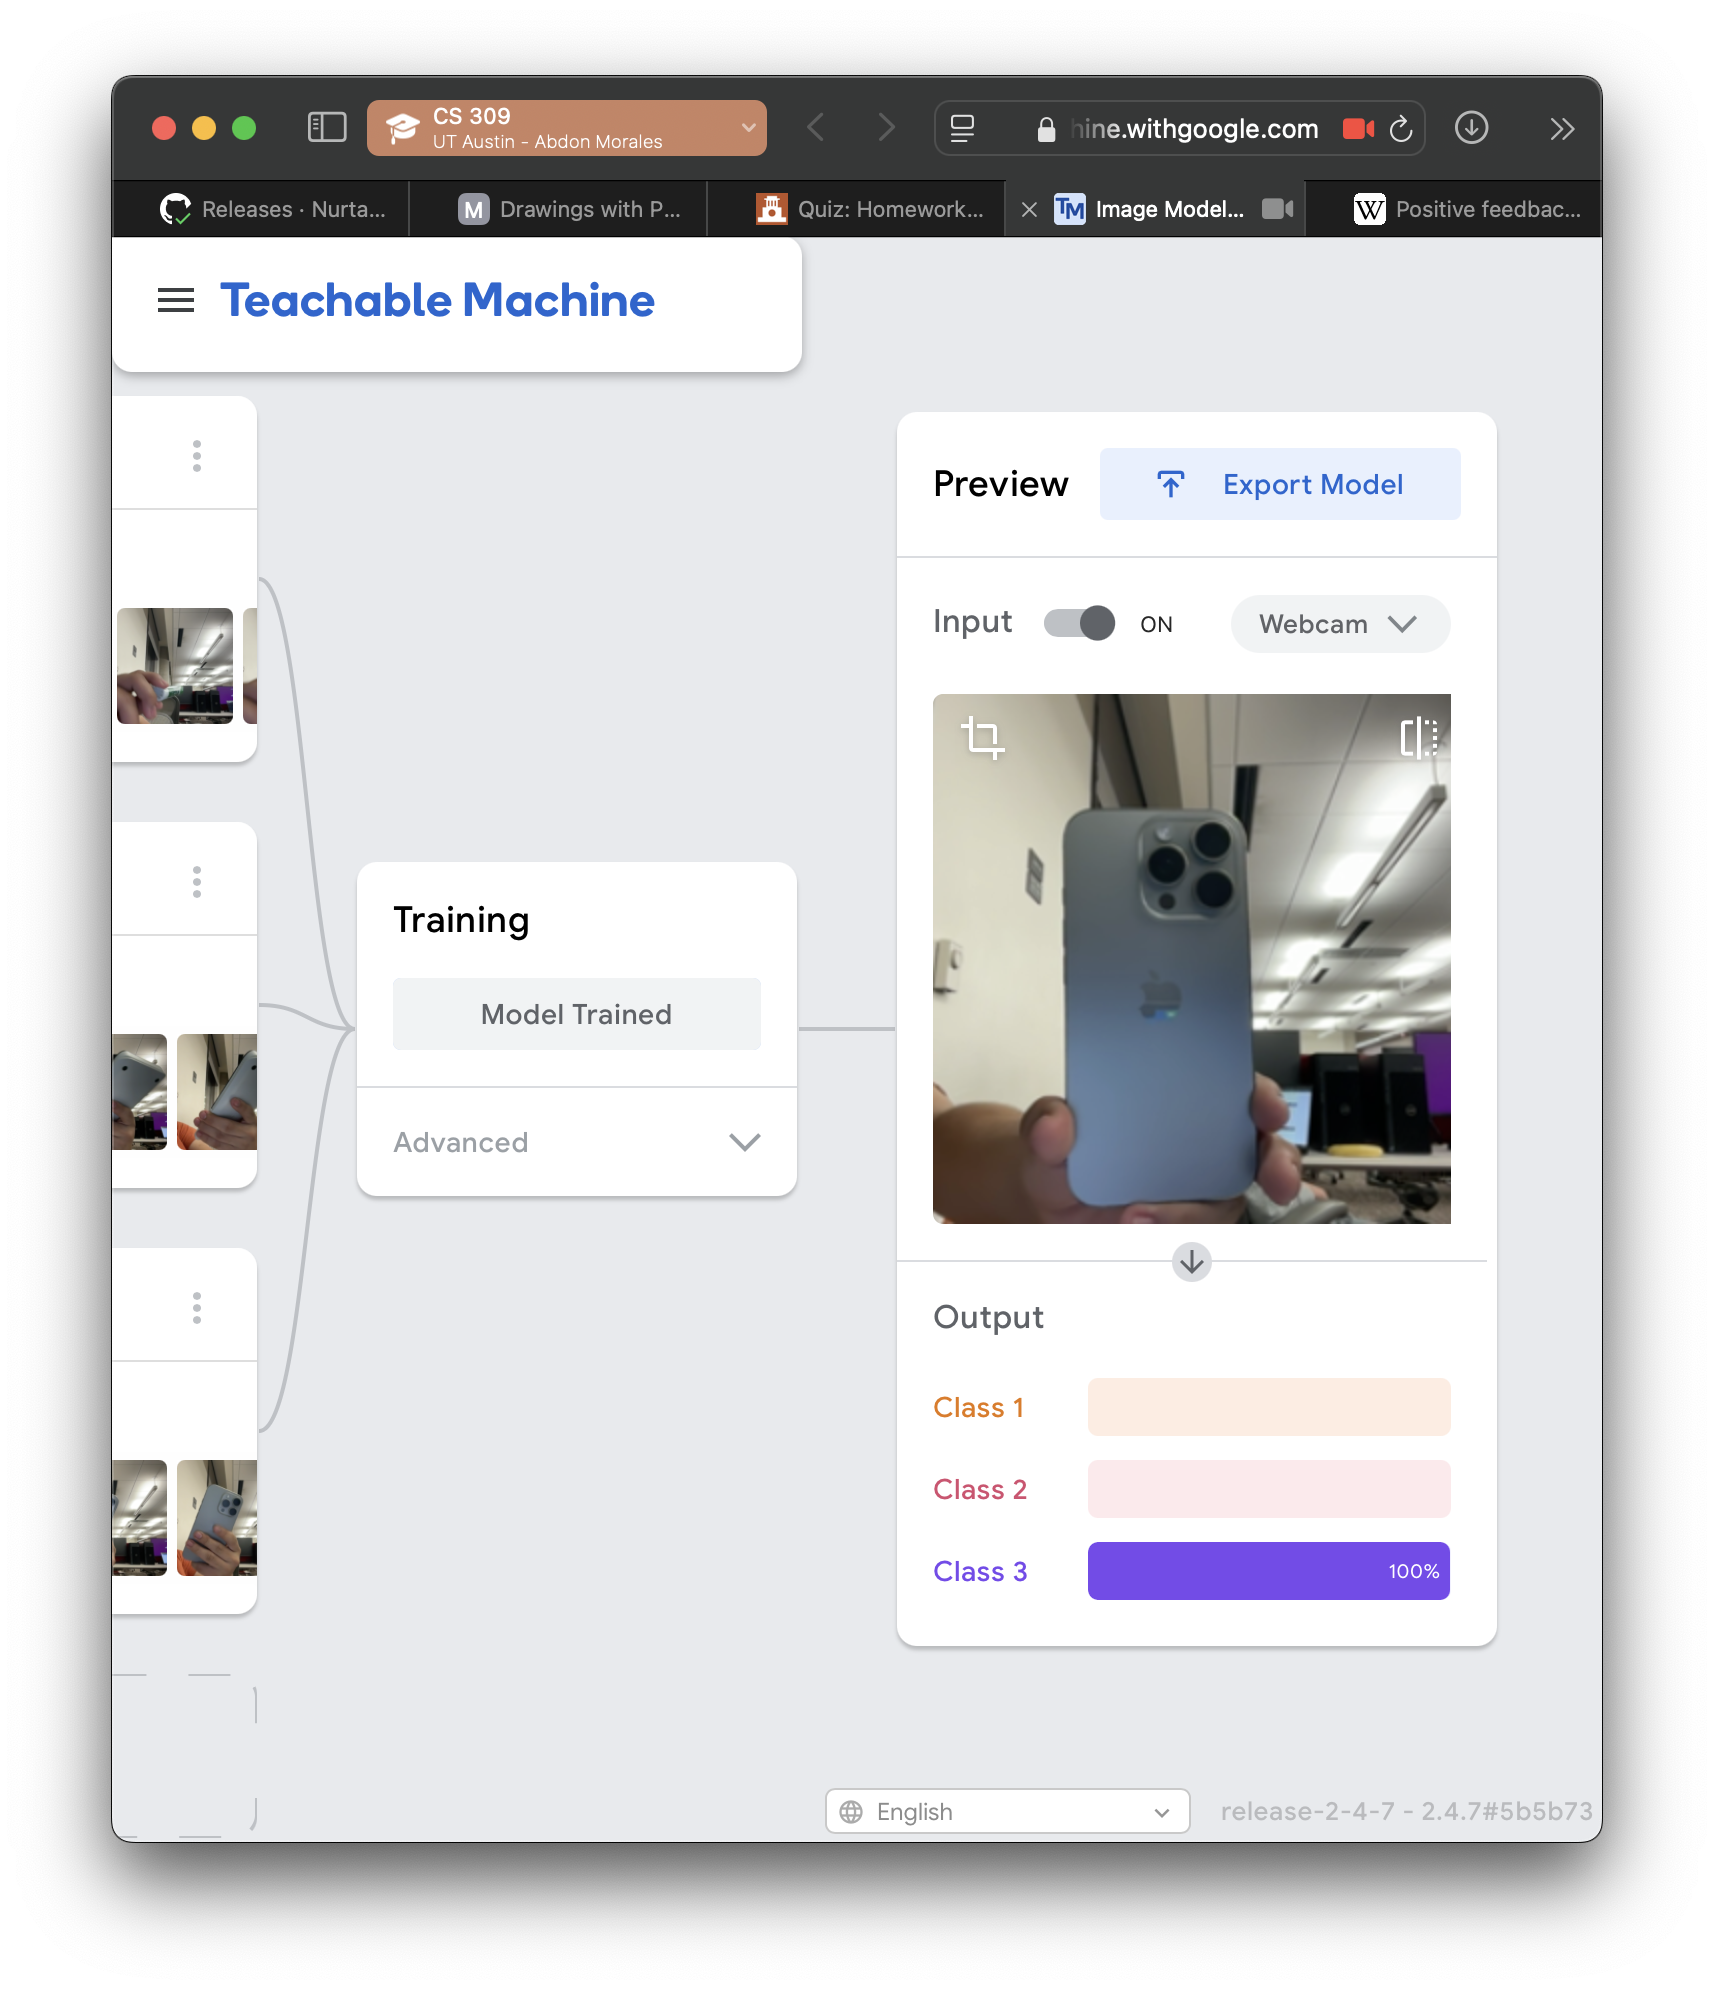 CS 309
UT Austin - Abdon Morales
hine.withgoogle.com
Releases · Nurta...
M
Drawings with P...
Quiz: Homework...
TM
Image Model...
W
Positive feedbac...
Teachable Machine
Preview
Export Model
Input
ON
Webcam
Training
Model Trained
Advanced
Output
Class 1
Class 2
Class 3
100%
English
release-2-4-7 - 2.4.7#5b5b73